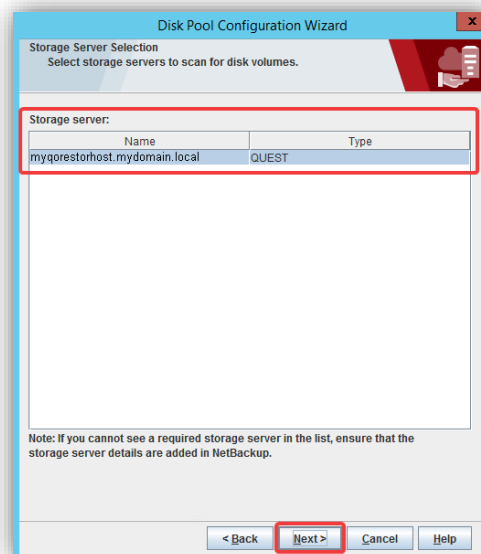 Disk Pool Configuration Wizard
x
Storage Server Selection
Select storage servers to scan for disk volumes.
Storage server:
Name Type
myqorestorhost.mydomain.local QUEST
Note: If you cannot see a required storage server in the list, ensure that the
storage server details are added in NetBackup.
< Back Next > Cancel Help